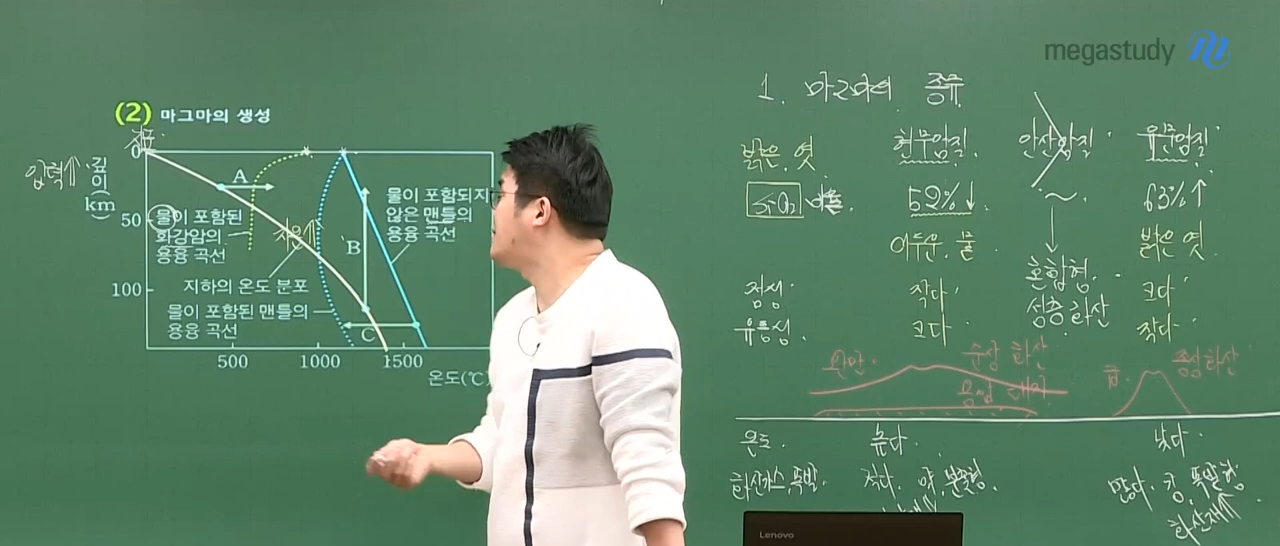 megastudy
(2) 마그마의 생성
지표
0
압력↑ 깊이(km)
A
50
물이 포함된
화강암의
용융 곡선
지온↑
B
물이 포함되지
않은 맨틀의
용융 곡선
지하의 온도 분포
100
물이 포함된 맨틀의
용융 곡선
C
500 1000 1500
온도(℃)
1. 마그마의 종류
현무암질 안산암질 유문암질
SiO₂ 52%↓ ~ 63%↑
어두운 밝은
혼합형
점성 작다 크다
성층화산
유동성 크다 작다
완만 순상 화산
용암 대지
급 종상화산
온도 높다 낮다
화산가스, 폭발 적다 약, 분출형 많다 강, 폭발형
화산재↑
Lenovo